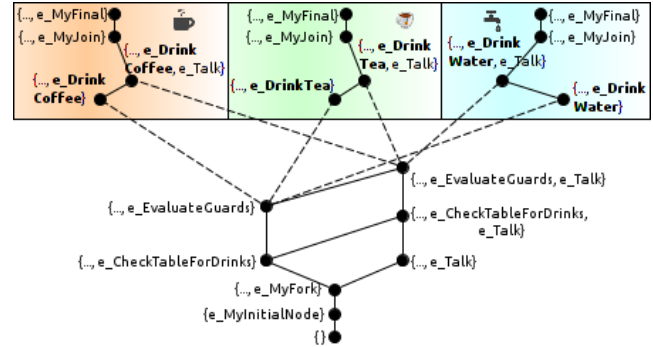 {..., e_MyFinal}
{..., e_MyJoin}
{..., e_Drink
Coffee, e_Talk}
{..., e_Drink
Coffee}
{..., e_MyFinal}
{..., e_MyJoin}
{..., e_Drink
Tea, e_Talk}
{..., e_DrinkTea}
{..., e_Drink
Water, e_Talk}
{..., e_MyFinal}
{..., e_MyJoin}
{..., e_Drink
Water}
{..., e_EvaluateGuards, e_Talk}
{..., e_EvaluateGuards}
{..., e_CheckTableForDrinks,
e_Talk}
{..., e_CheckTableForDrinks}
{..., e_Talk}
{..., e_MyFork}
{e_MyInitialNode}
{}